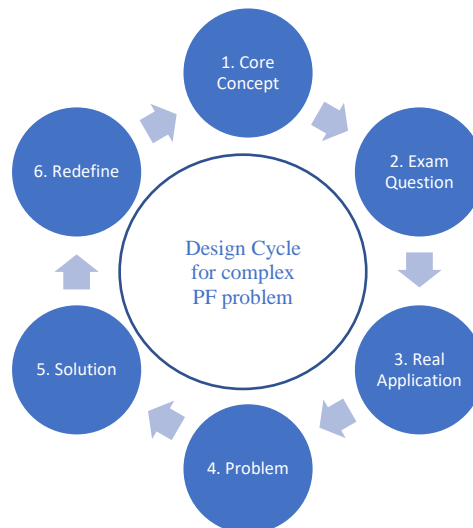 1. Core
Concept
2. Exam
Question
3. Real
Application
4. Problem
5. Solution
6. Redefine
Design Cycle
for complex
PF problem